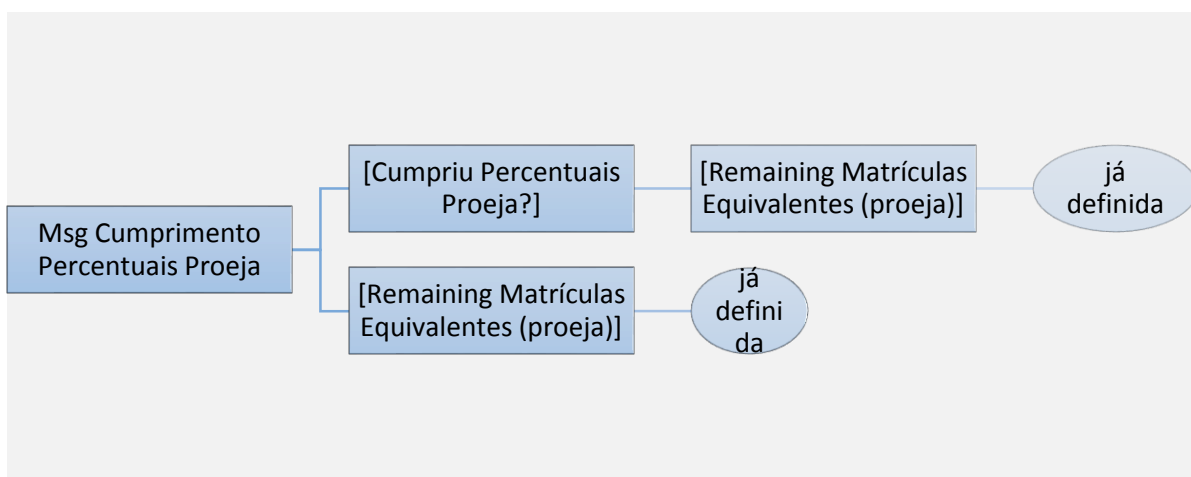 Msg Cumprimento
Percentuais Proeja
[Cumpriu Percentuais
Proeja?]
[Remaining Matrículas
Equivalentes (proeja)]
já
definida
[Remaining Matrículas
Equivalentes (proeja)]
já
defini
da